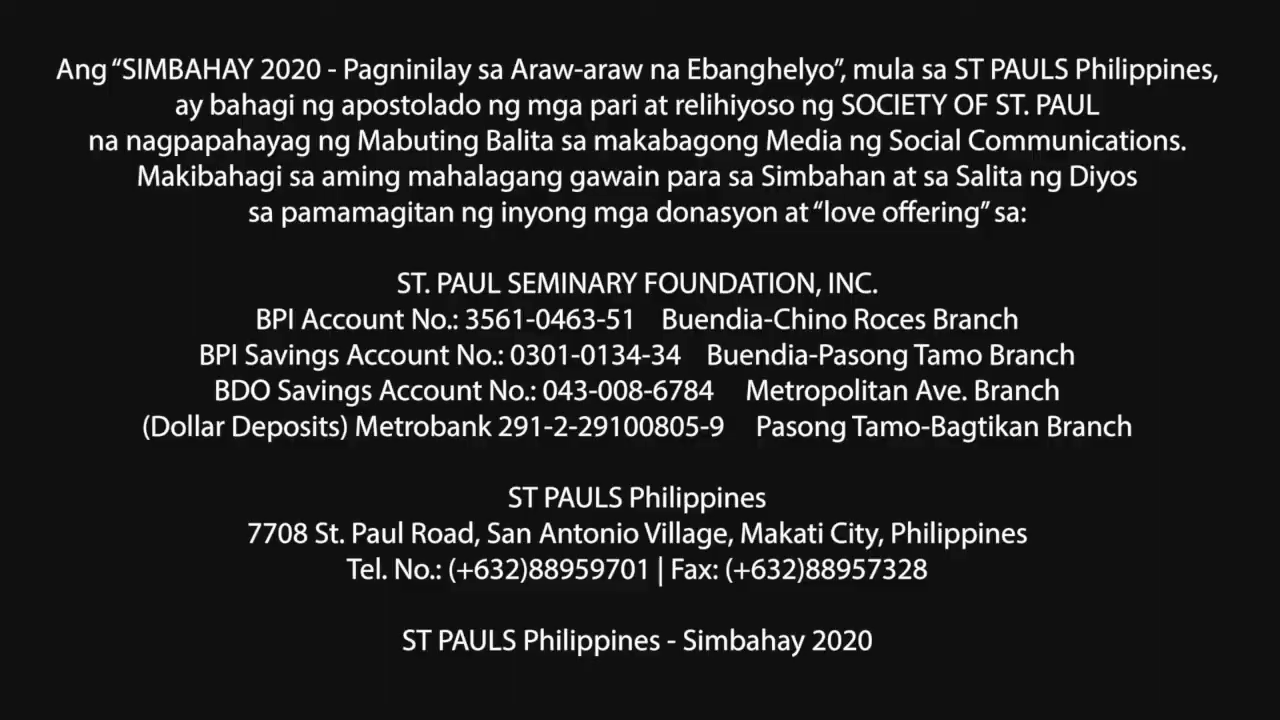 Ang “SIMBAHAY 2020 - Pagninilay sa Araw-araw na Ebanghelyo”, mula sa ST PAULS Philippines,
ay bahagi ng apostolado ng mga pari at relihiyoso ng SOCIETY OF ST. PAUL
na nagpapahayag ng Mabuting Balita sa makabagong Media ng Social Communications.
Makibahagi sa aming mahalagang gawain para sa Simbahan at sa Salita ng Diyos
sa pamamagitan ng inyong mga donasyon at “love offering” sa:
ST. PAUL SEMINARY FOUNDATION, INC.
BPI Account No.: 3561-0463-51 Buendia-Chino Roces Branch
BPI Savings Account No.: 0301-0134-34 Buendia-Pasong Tamo Branch
BDO Savings Account No.: 043-008-6784 Metropolitan Ave. Branch
(Dollar Deposits) Metrobank 291-2-29100805-9 Pasong Tamo-Bagtikan Branch
ST PAULS Philippines
7708 St. Paul Road, San Antonio Village, Makati City, Philippines
Tel. No.: (+632)88959701 | Fax: (+632)88957328
ST PAULS Philippines - Simbahay 2020